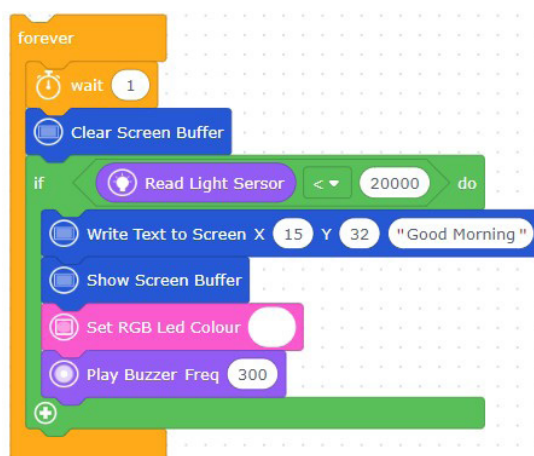 forever
wait 1
Clear Screen Buffer
if Read Light Sersor < 20000 do
Write Text to Screen X 15 Y 32 "Good Morning"
Show Screen Buffer
Set RGB Led Colour
Play Buzzer Freq 300